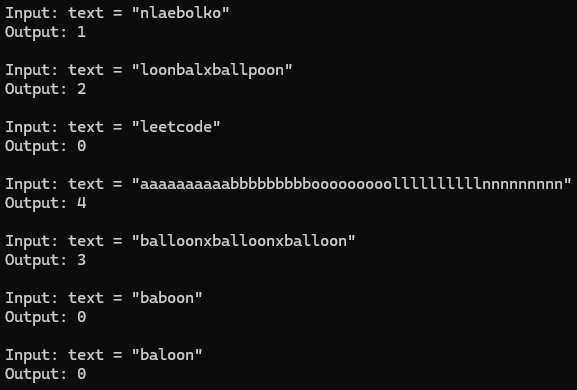 Input: text = "nlaebolko"
Output: 1
Input: text = "loonbalxballpoon"
Output: 2
Input: text = "leetcode"
Output: 0
Input: text = "aaaaaaaaaabbbbbbbbbooooooooollllllllllnnnnnnnnn"
Output: 4
Input: text = "balloonxballoonxballoon"
Output: 3
Input: text = "baboon"
Output: 0
Input: text = "baloon"
Output: 0